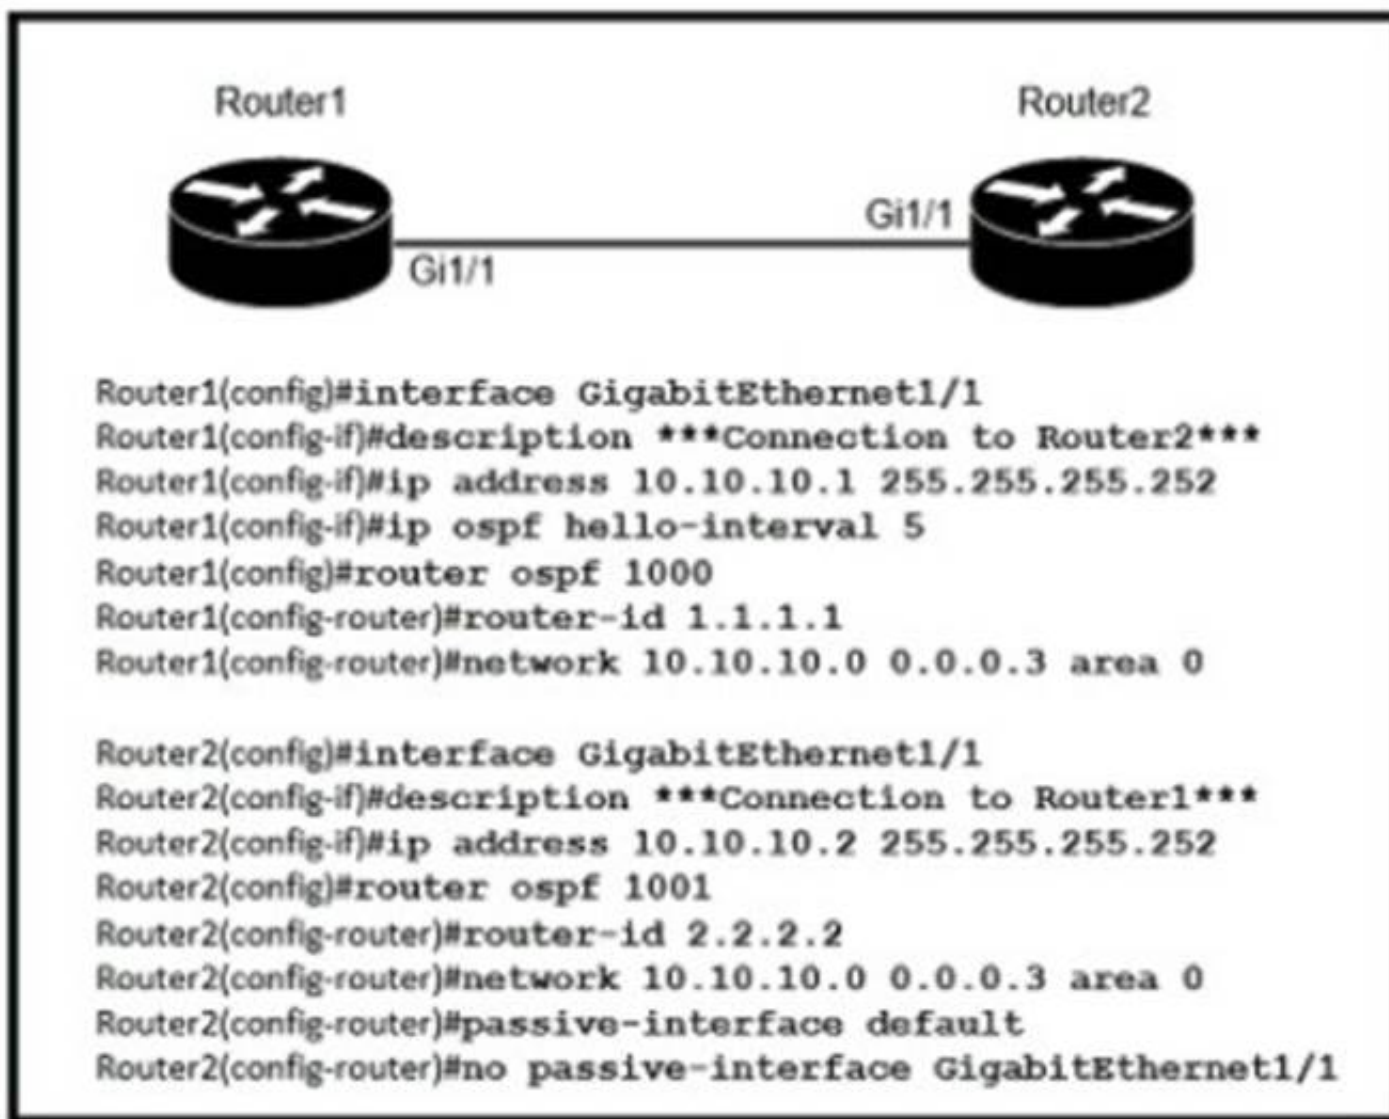 Router1
Router2
Gi1/1
Gi1/1
Router1(config)#interface GigabitEthernet1/1
Router1(config-if)#description ***Connection to Router2***
Router1(config-if)#ip address 10.10.10.1 255.255.255.252
Router1(config-if)#ip ospf hello-interval 5
Router1(config)#router ospf 1000
Router1(config-router)#router-id 1.1.1.1
Router1(config-router)#network 10.10.10.0 0.0.0.3 area 0
Router2(config)#interface GigabitEthernet1/1
Router2(config-if)#description ***Connection to Router1***
Router2(config-if)#ip address 10.10.10.2 255.255.255.252
Router2(config)#router ospf 1001
Router2(config-router)#router-id 2.2.2.2
Router2(config-router)#network 10.10.10.0 0.0.0.3 area 0
Router2(config-router)#passive-interface default
Router2(config-router)#no passive-interface GigabitEthernet1/1